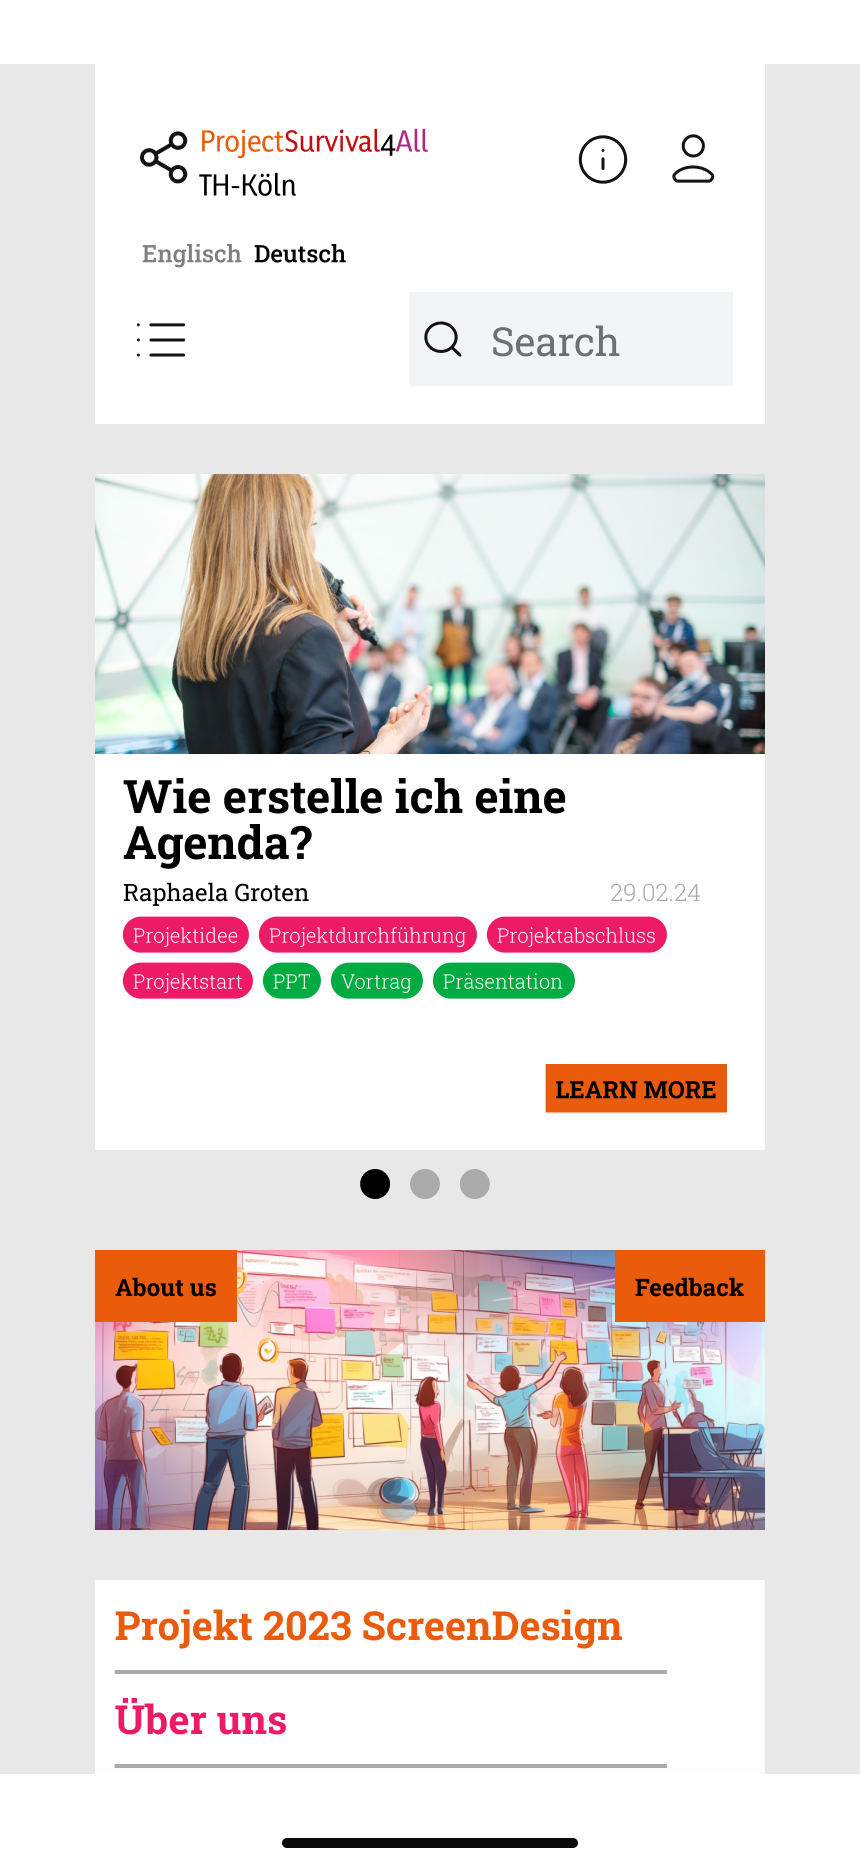 ProjectSurvival4All
TH-Köln
Englisch Deutsch
Search
Wie erstelle ich eine
Agenda?
Raphaela Groten 29.02.24
Projektidee Projektdurchführung Projektabschluss
Projektstart PPT Vortrag Präsentation
LEARN MORE
About us Feedback
Projekt 2023 ScreenDesign
Über uns